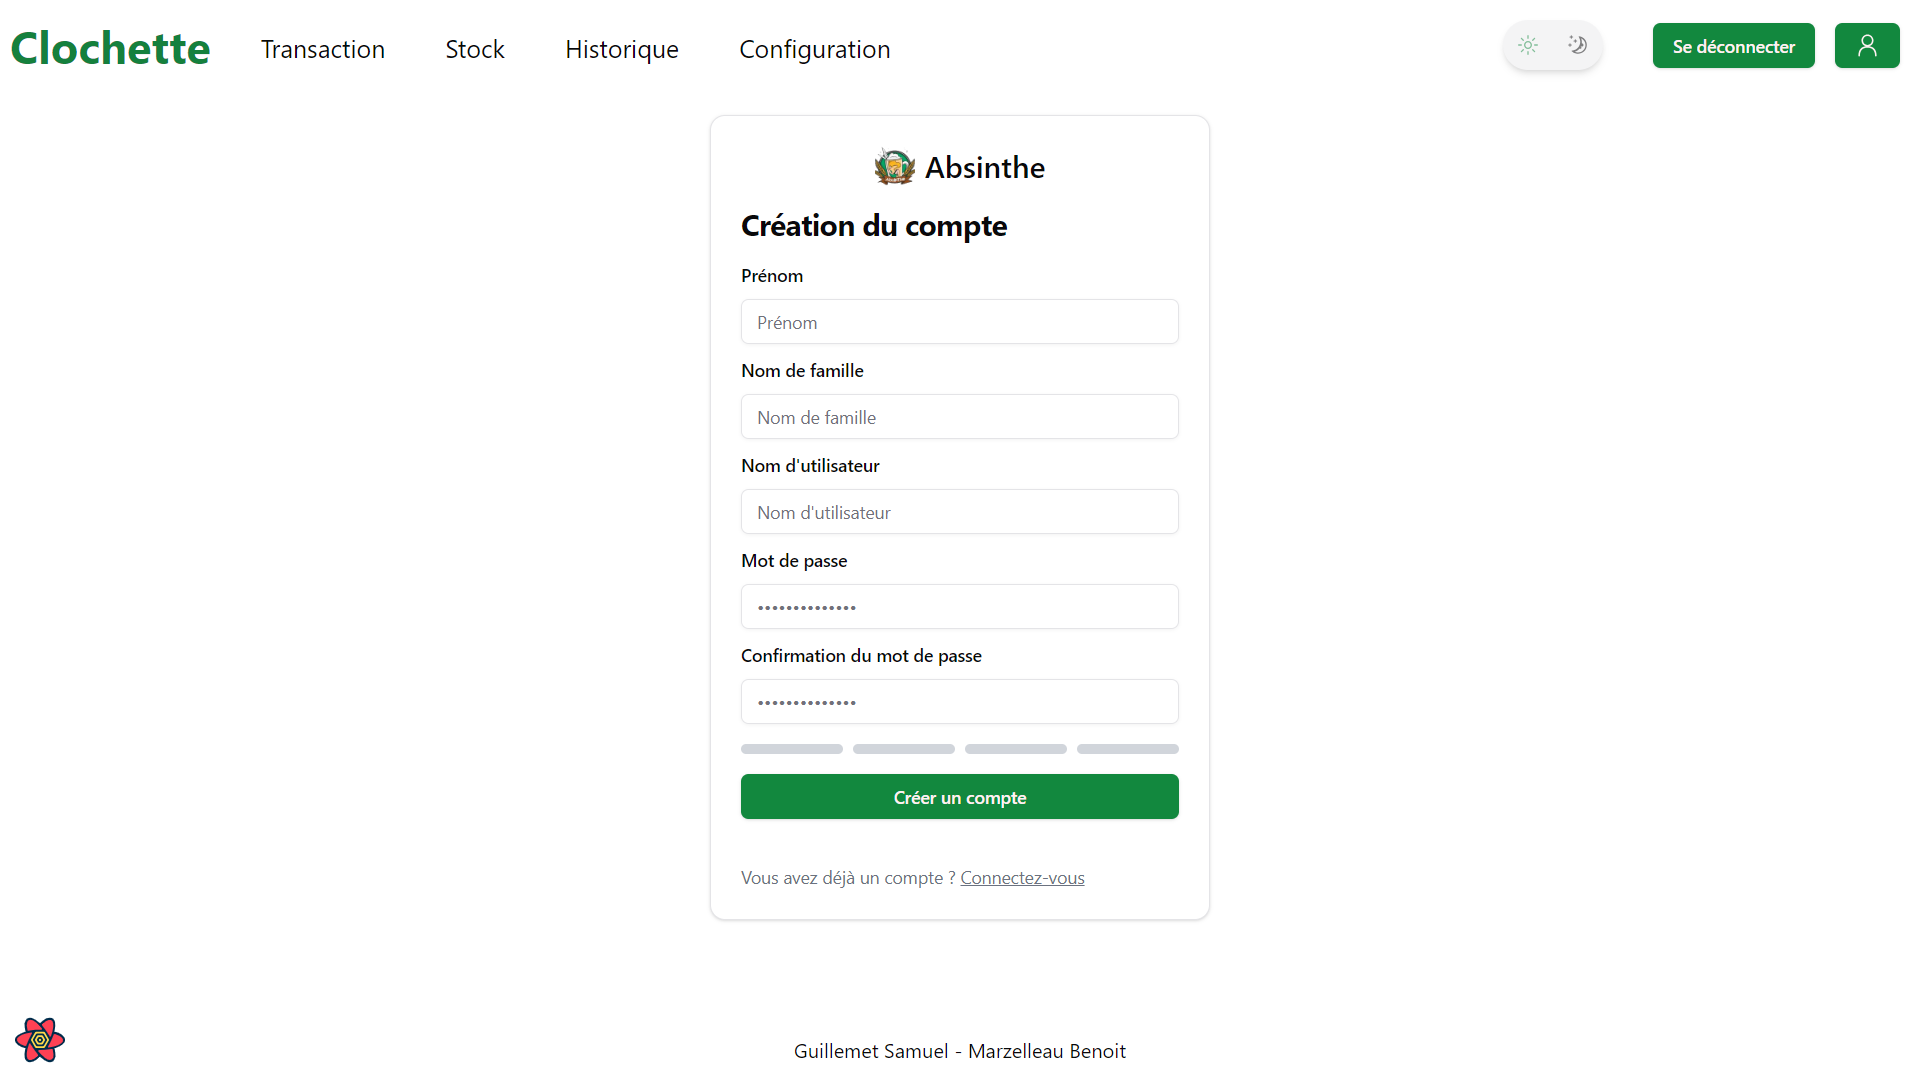 Clochette
Transaction
Stock
Historique
Configuration
Se déconnecter
Absinthe
Création du compte
Prénom
Prénom
Nom de famille
Nom de famille
Nom d'utilisateur
Nom d'utilisateur
Mot de passe
••••••••••••••
Confirmation du mot de passe
••••••••••••••
Créer un compte
Vous avez déjà un compte ? Connectez-vous
Guillemet Samuel - Marzelleau Benoit